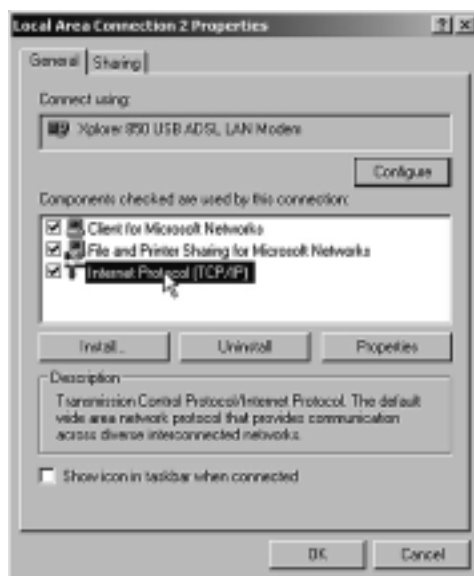 Local Area Connection 2 Properties
General Sharing
Connect using:
Xplorer 850 USB ADSL LAN Modem
Configure
Components checked are used by this connection:
Client for Microsoft Networks
File and Printer Sharing for Microsoft Networks
Internet Protocol (TCP/IP)
Install... Uninstall Properties
Description
Transmission Control Protocol/Internet Protocol. The default
wide area network protocol that provides communication
across diverse interconnected networks.
Show icon in taskbar when connected
OK Cancel